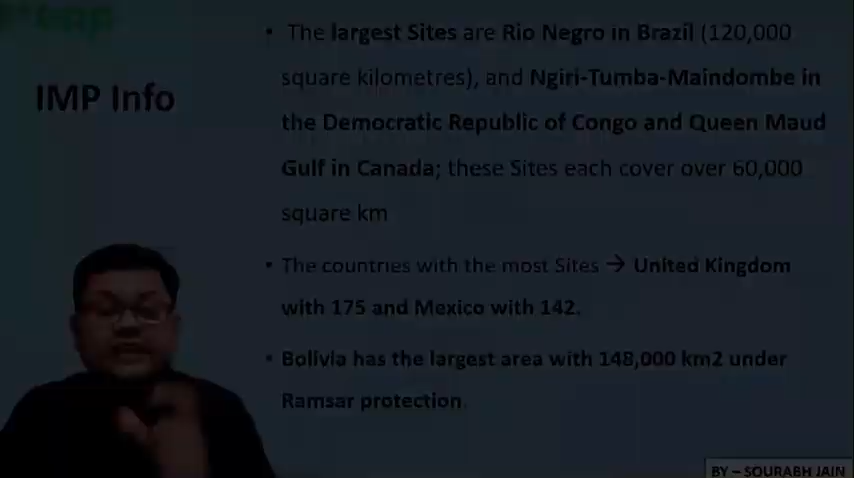 IMP Info
• The largest Sites are Rio Negro in Brazil (120,000
square kilometres), and Ngiri-Tumba-Maindombe in
the Democratic Republic of Congo and Queen Maud
Gulf in Canada; these Sites each cover over 60,000
square km
• The countries with the most Sites → United Kingdom
with 175 and Mexico with 142.
• Bolivia has the largest area with 148,000 km2 under
Ramsar protection.
BY – SOURABH JAIN